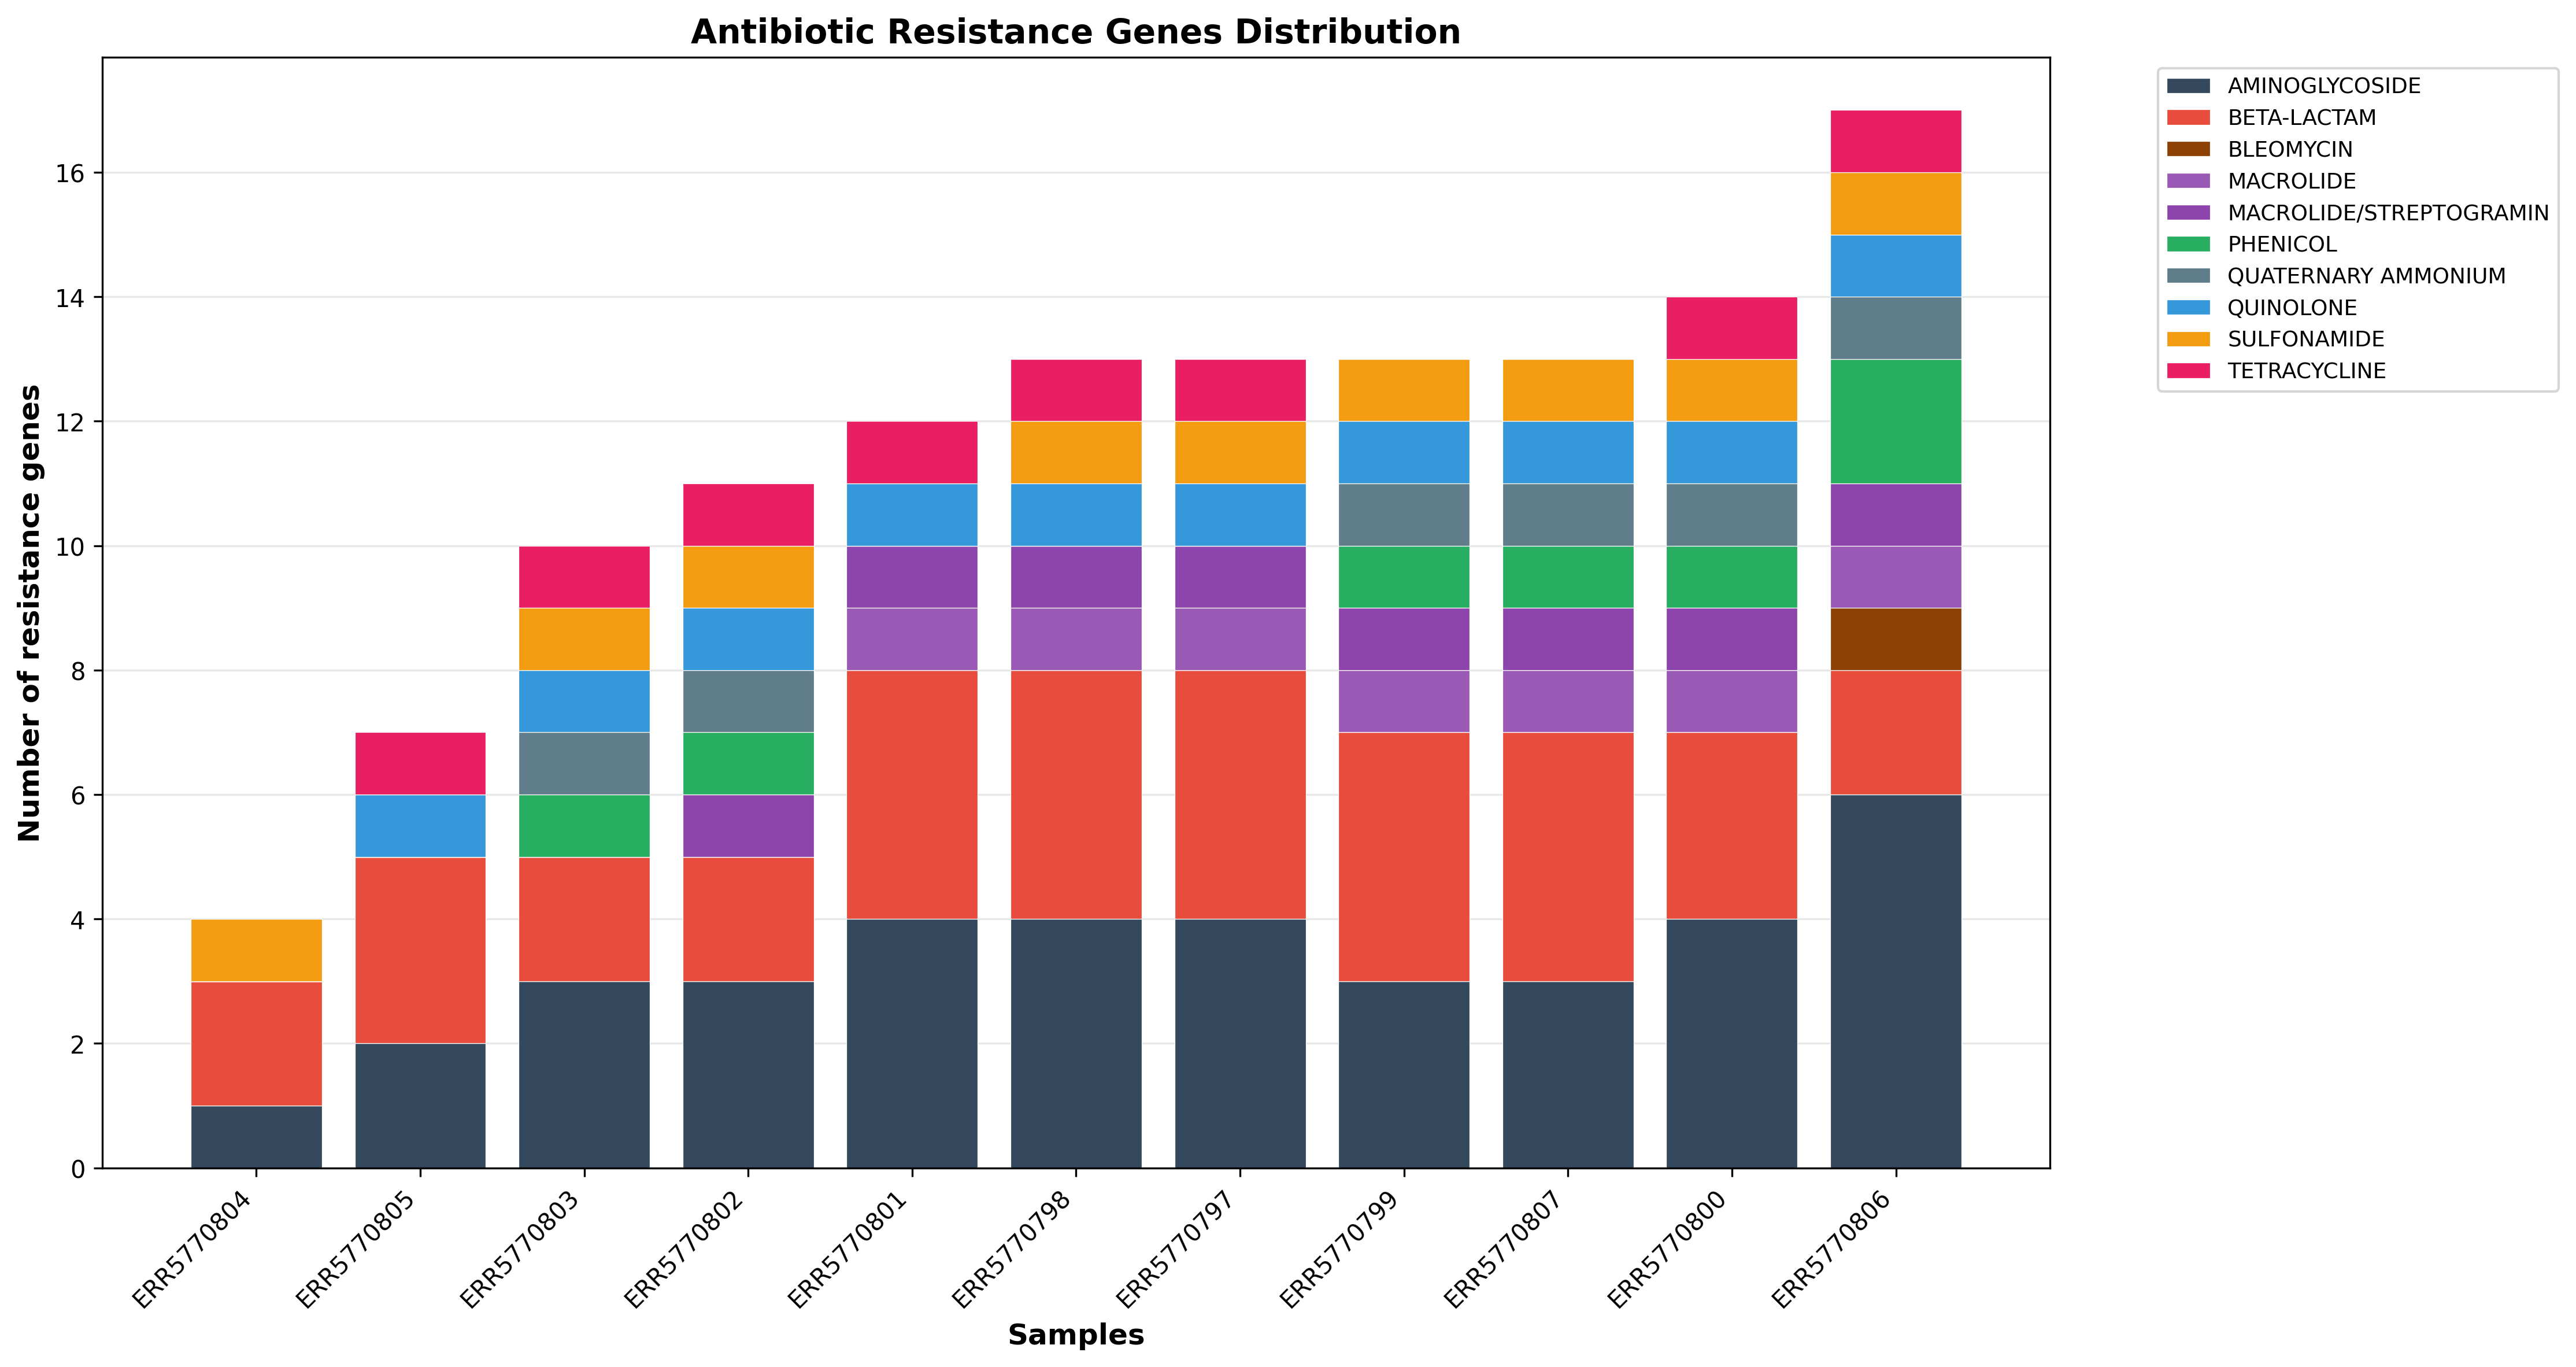 Antibiotic Resistance Genes Distribution
Number of resistance genes
16
14
12
10
8
6
4
2
0
ERR5770804
ERR5770805
ERR5770803
ERR5770802
ERR5770801
ERR5770798
ERR5770797
ERR5770799
ERR5770807
ERR5770800
ERR5770806
Samples
AMINOGLYCOSIDE
BETA-LACTAM
BLEOMYCIN
MACROLIDE
MACROLIDE/STREPTOGRAMIN
PHENICOL
QUATERNARY AMMONIUM
QUINOLONE
SULFONAMIDE
TETRACYCLINE